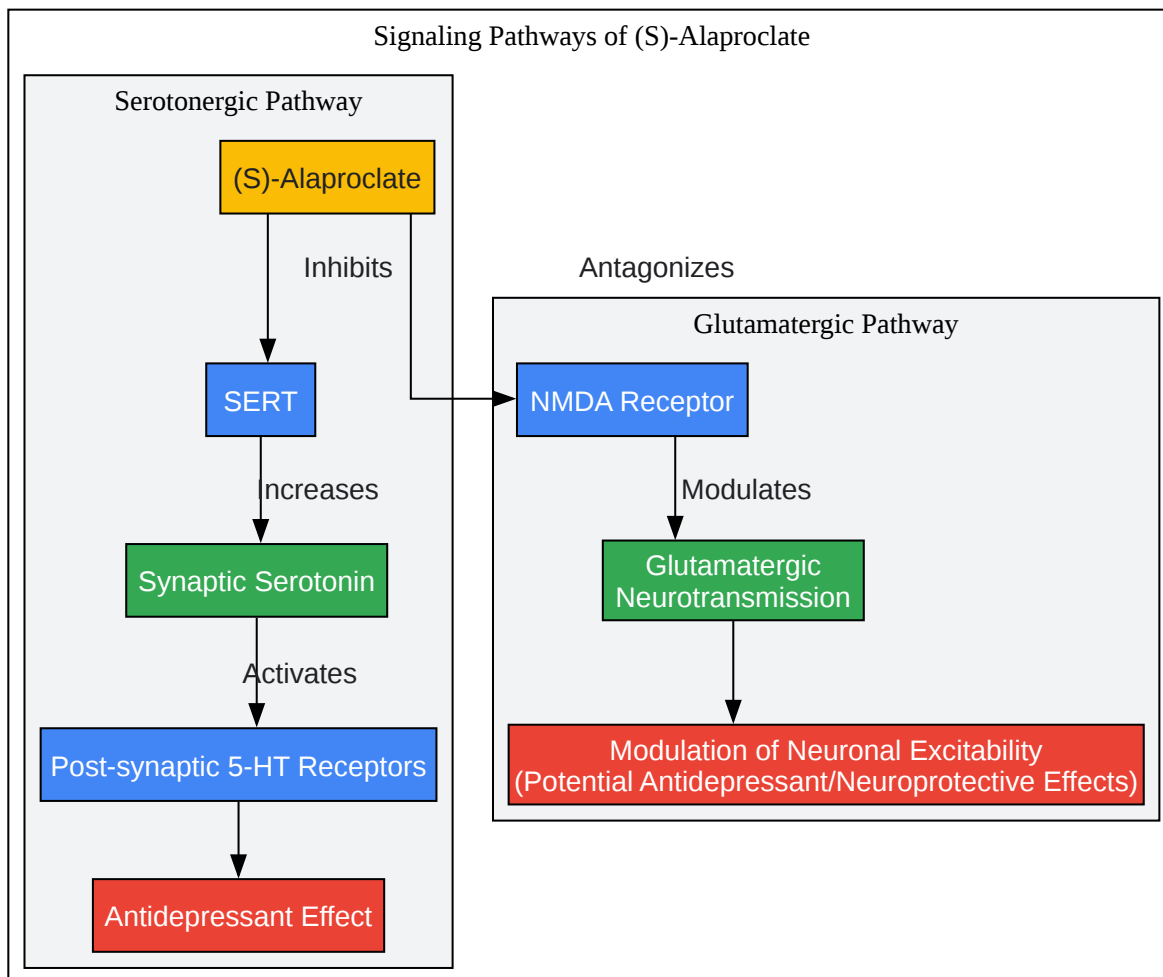 Signaling Pathways of (S)-Alaproclate
Serotonergic Pathway
(S)-Alaproclate
Inhibits
Antagonizes
Glutamatergic Pathway
SERT
NMDA Receptor
Increases
Modulates
Synaptic Serotonin
Glutamatergic
Neurotransmission
Activates
Post-synaptic 5-HT Receptors
Modulation of Neuronal Excitability
(Potential Antidepressant/Neuroprotective Effects)
Antidepressant Effect